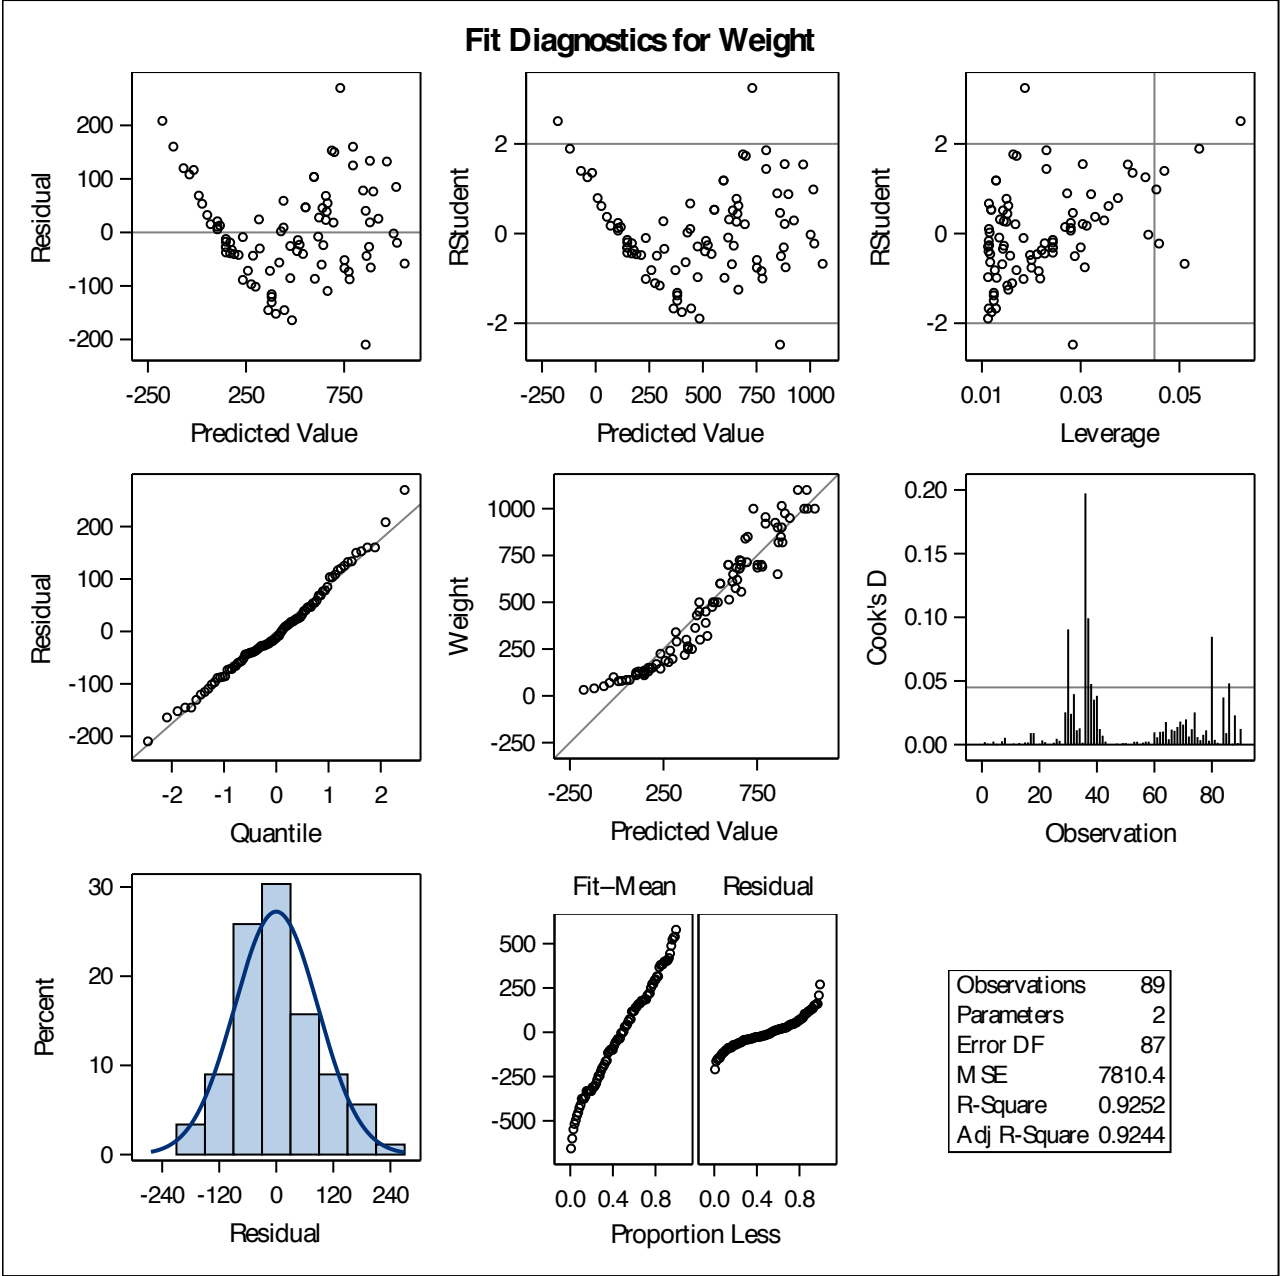 Fit Diagnostics for Weight
200
100
0
-100
-200
Residual
-250 250 750
Predicted Value
2
0
-2
RStudent
-250 0 250 500 750 1000
Predicted Value
2
0
-2
RStudent
0.01 0.03 0.05
Leverage
200
100
0
-100
-200
Residual
-2 -1 0 1 2
Quantile
1000
750
500
250
0
-250
Weight
-250 250 750
Predicted Value
0.20
0.15
0.10
0.05
0.00
Cook's D
0 20 40 60 80
Observation
30
20
10
0
Percent
-240 -120 0 120 240
Residual
Fit–Mean Residual
500
250
0
-250
-500
0.0 0.4 0.8 0.0 0.4 0.8
Proportion Less
Observations 89
Parameters 2
Error DF 87
MSE 7810.4
R-Square 0.9252
Adj R-Square 0.9244